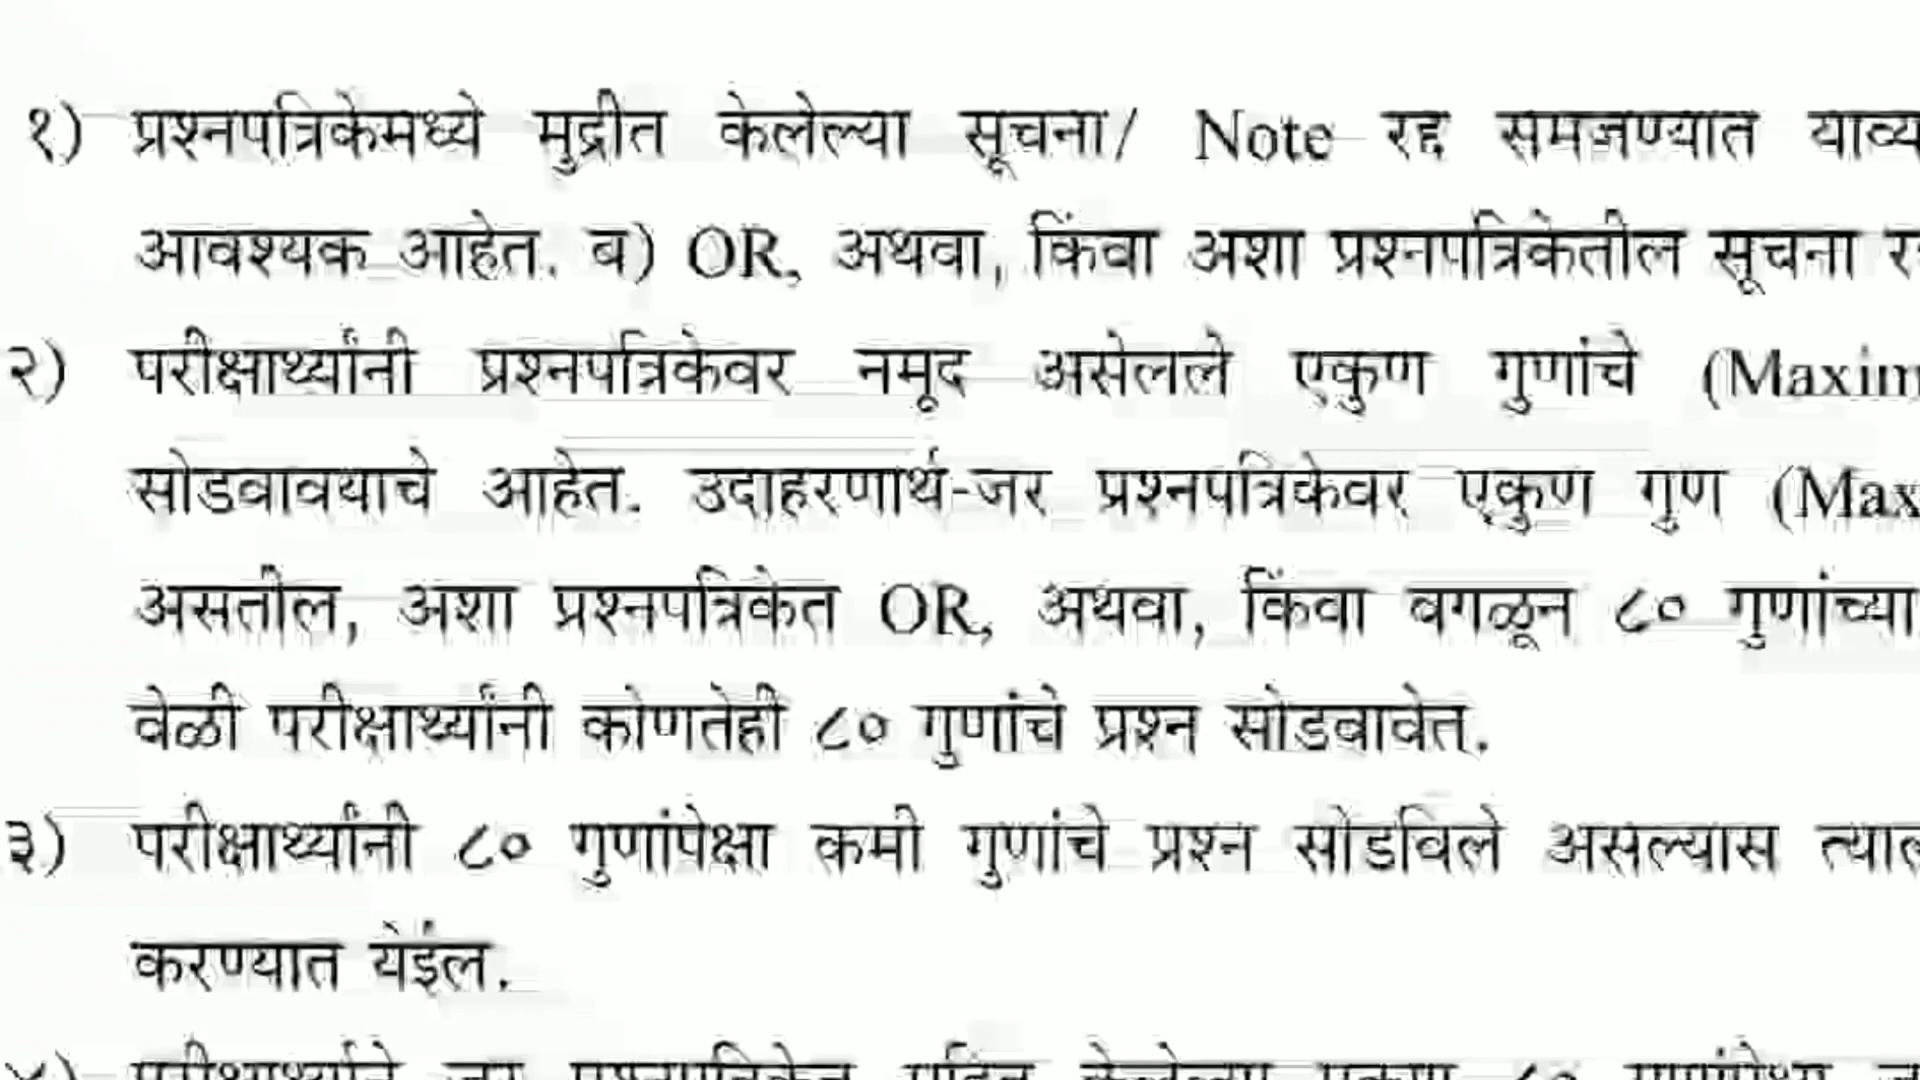 १) प्रश्नपत्रिकेमध्ये मुद्रीत केलेल्या सूचना/ Note रद्द समजण्यात याव्य
आवश्यक आहेत. ब) OR, अथवा, किंवा अशा प्रश्नपत्रिकेतील सूचना
२) परीक्षार्थ्यांनी प्रश्नपत्रिकेवर नमूद असेलले एकुण गुणांचे (Maxim
सोडवावयाचे आहेत. उदाहरणार्थ-जर प्रश्नपत्रिकेवर एकुण गुण (Max
असतील, अशा प्रश्नपत्रिकेत OR, अथवा, किंवा वगळून ८० गुणांच्या
वेळी परीक्षार्थ्यांनी कोणतेही ८० गुणांचे प्रश्न सोडवावेत.
३) परीक्षार्थ्यांनी ८० गुणांपेक्षा कमी गुणांचे प्रश्न सोडविले असल्यास त्याल
करण्यात येईल.